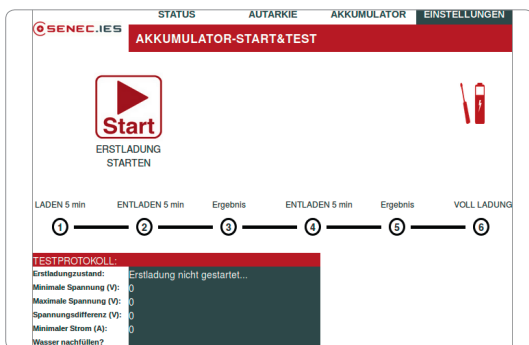 STATUS AUTARKIE AKKUMULATOR EINSTELLUNGEN
SENEC.IES
AKKUMULATOR-START&TEST
Start
ERSTLADUNG
STARTEN
LADEN 5 min ENTLADEN 5 min Ergebnis ENTLADEN 5 min Ergebnis VOLL LADUNG
1 2 3 4 5 6
TESTPROTOKOLL:
Erstladungzustand: Erstladung nicht gestartet...
Minimale Spannung (V): 0
Maximale Spannung (V): 0
Spannungsdifferenz (V): 0
Minimaler Strom (A): 0
Wasser nachfüllen?